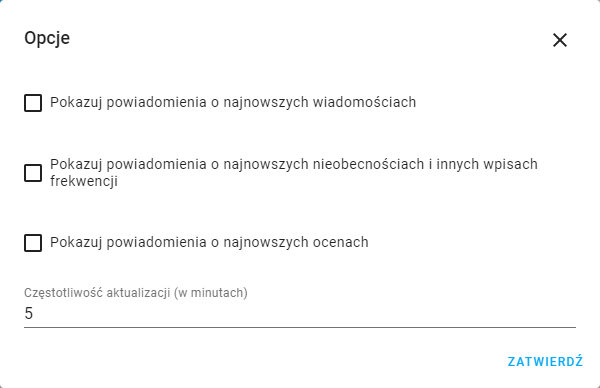 Opcje
Pokazuj powiadomienia o najnowszych wiadomościach
Pokazuj powiadomienia o najnowszych nieobecnościach i innych wpisach
frekwencji
Pokazuj powiadomienia o najnowszych ocenach
Częstotliwość aktualizacji (w minutach)
5
ZATWIERDŹ